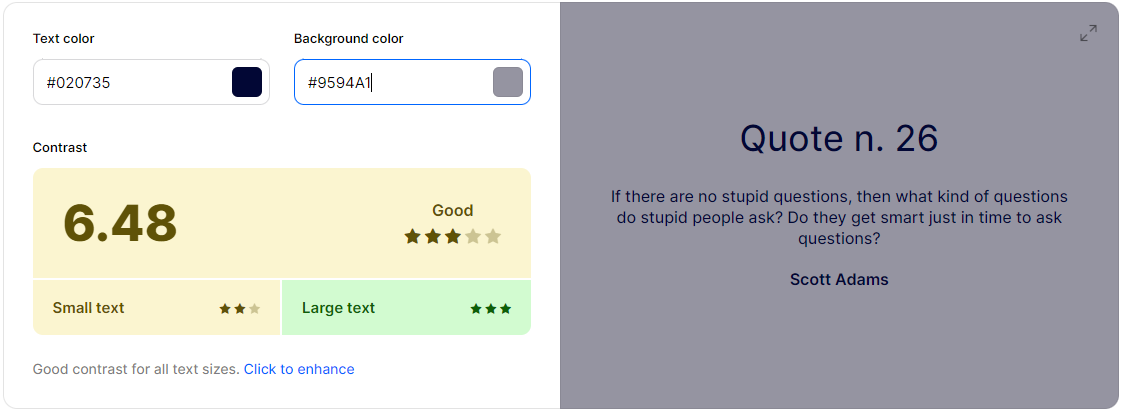 Text color
Background color
#020735
#9594A1
Contrast
6.48
Good
Small text
Large text
Good contrast for all text sizes. Click to enhance
Quote n. 26
If there are no stupid questions, then what kind of questions
do stupid people ask? Do they get smart just in time to ask
questions?
Scott Adams